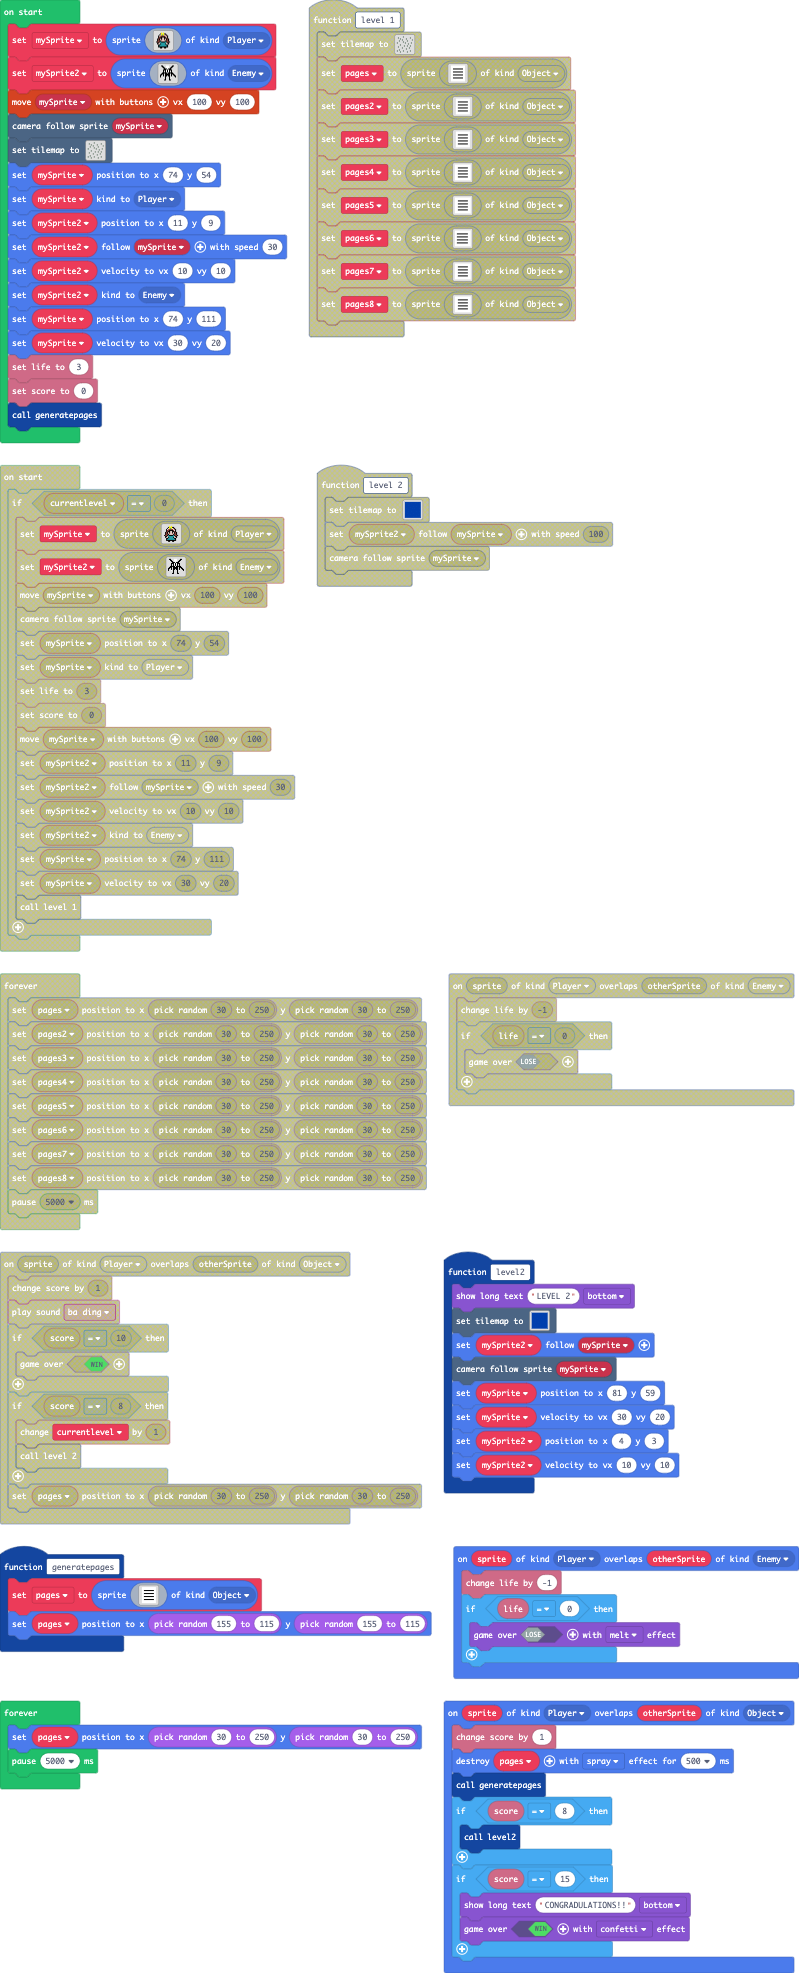 on start
set mySprite to sprite of kind Player
set mySprite2 to sprite of kind Enemy
move mySprite with buttons vx 100 vy 100
camera follow sprite mySprite
set tilemap to
set mySprite position to x 74 y 54
set mySprite kind to Player
set mySprite2 position to x 11 y 9
set mySprite2 follow mySprite with speed 30
set mySprite2 velocity to vx 10 vy 10
set mySprite2 kind to Enemy
set mySprite position to x 74 y 111
set mySprite velocity to vx 30 vy 20
set life to 3
set score to 0
call generatepages
function level 1
set tilemap to
set pages to sprite of kind Object
set pages2 to sprite of kind Object
set pages3 to sprite of kind Object
set pages4 to sprite of kind Object
set pages5 to sprite of kind Object
set pages6 to sprite of kind Object
set pages7 to sprite of kind Object
set pages8 to sprite of kind Object
on start
if currentlevel = 0 then
set mySprite to sprite of kind Player
set mySprite2 to sprite of kind Enemy
move mySprite with buttons vx 100 vy 100
camera follow sprite mySprite
set mySprite position to x 74 y 54
set mySprite kind to Player
set life to 3
set score to 0
move mySprite with buttons vx 100 vy 100
set mySprite2 position to x 11 y 9
set mySprite2 follow mySprite with speed 30
set mySprite2 velocity to vx 10 vy 10
set mySprite2 kind to Enemy
set mySprite position to x 74 y 111
set mySprite velocity to vx 30 vy 20
call level 1
function level 2
set tilemap to
set mySprite2 follow mySprite with speed 100
camera follow sprite mySprite
forever
set pages position to x pick random 30 to 250 y pick random 30 to 250
set pages2 position to x pick random 30 to 250 y pick random 30 to 250
set pages3 position to x pick random 30 to 250 y pick random 30 to 250
set pages4 position to x pick random 30 to 250 y pick random 30 to 250
set pages5 position to x pick random 30 to 250 y pick random 30 to 250
set pages6 position to x pick random 30 to 250 y pick random 30 to 250
set pages7 position to x pick random 30 to 250 y pick random 30 to 250
set pages8 position to x pick random 30 to 250 y pick random 30 to 250
pause 5000 ms
on sprite of kind Player overlaps otherSprite of kind Enemy
change life by -1
if life = 0 then
game over LOSE
on sprite of kind Player overlaps otherSprite of kind Object
change score by 1
play sound ba ding
if score = 10 then
game over WIN
if score = 8 then
change currentlevel by 1
call level 2
set pages position to x pick random 30 to 250 y pick random 30 to 250
function level2
show long text "LEVEL 2" bottom
set tilemap to
set mySprite2 follow mySprite
camera follow sprite mySprite
set mySprite position to x 81 y 59
set mySprite velocity to vx 30 vy 20
set mySprite2 position to x 4 y 3
set mySprite2 velocity to vx 10 vy 10
function generatepages
set pages to sprite of kind Object
set pages position to x pick random 155 to 115 y pick random 155 to 115
on sprite of kind Player overlaps otherSprite of kind Enemy
change life by -1
if life = 0 then
game over LOSE with melt effect
forever
set pages position to x pick random 30 to 250 y pick random 30 to 250
pause 5000 ms
on sprite of kind Player overlaps otherSprite of kind Object
change score by 1
destroy pages with spray effect for 500 ms
call generatepages
if score = 8 then
call level2
if score = 15 then
show long text "CONGRADULATIONS!!" bottom
game over WIN with confetti effect